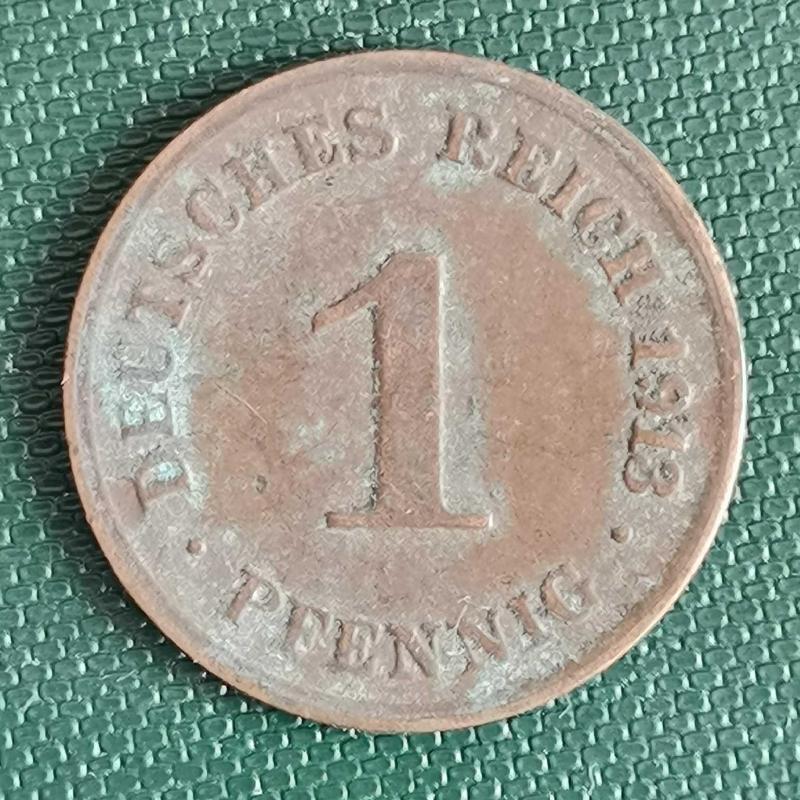 DEUTSCHES REICH 1913
1
· PFENNIG ·